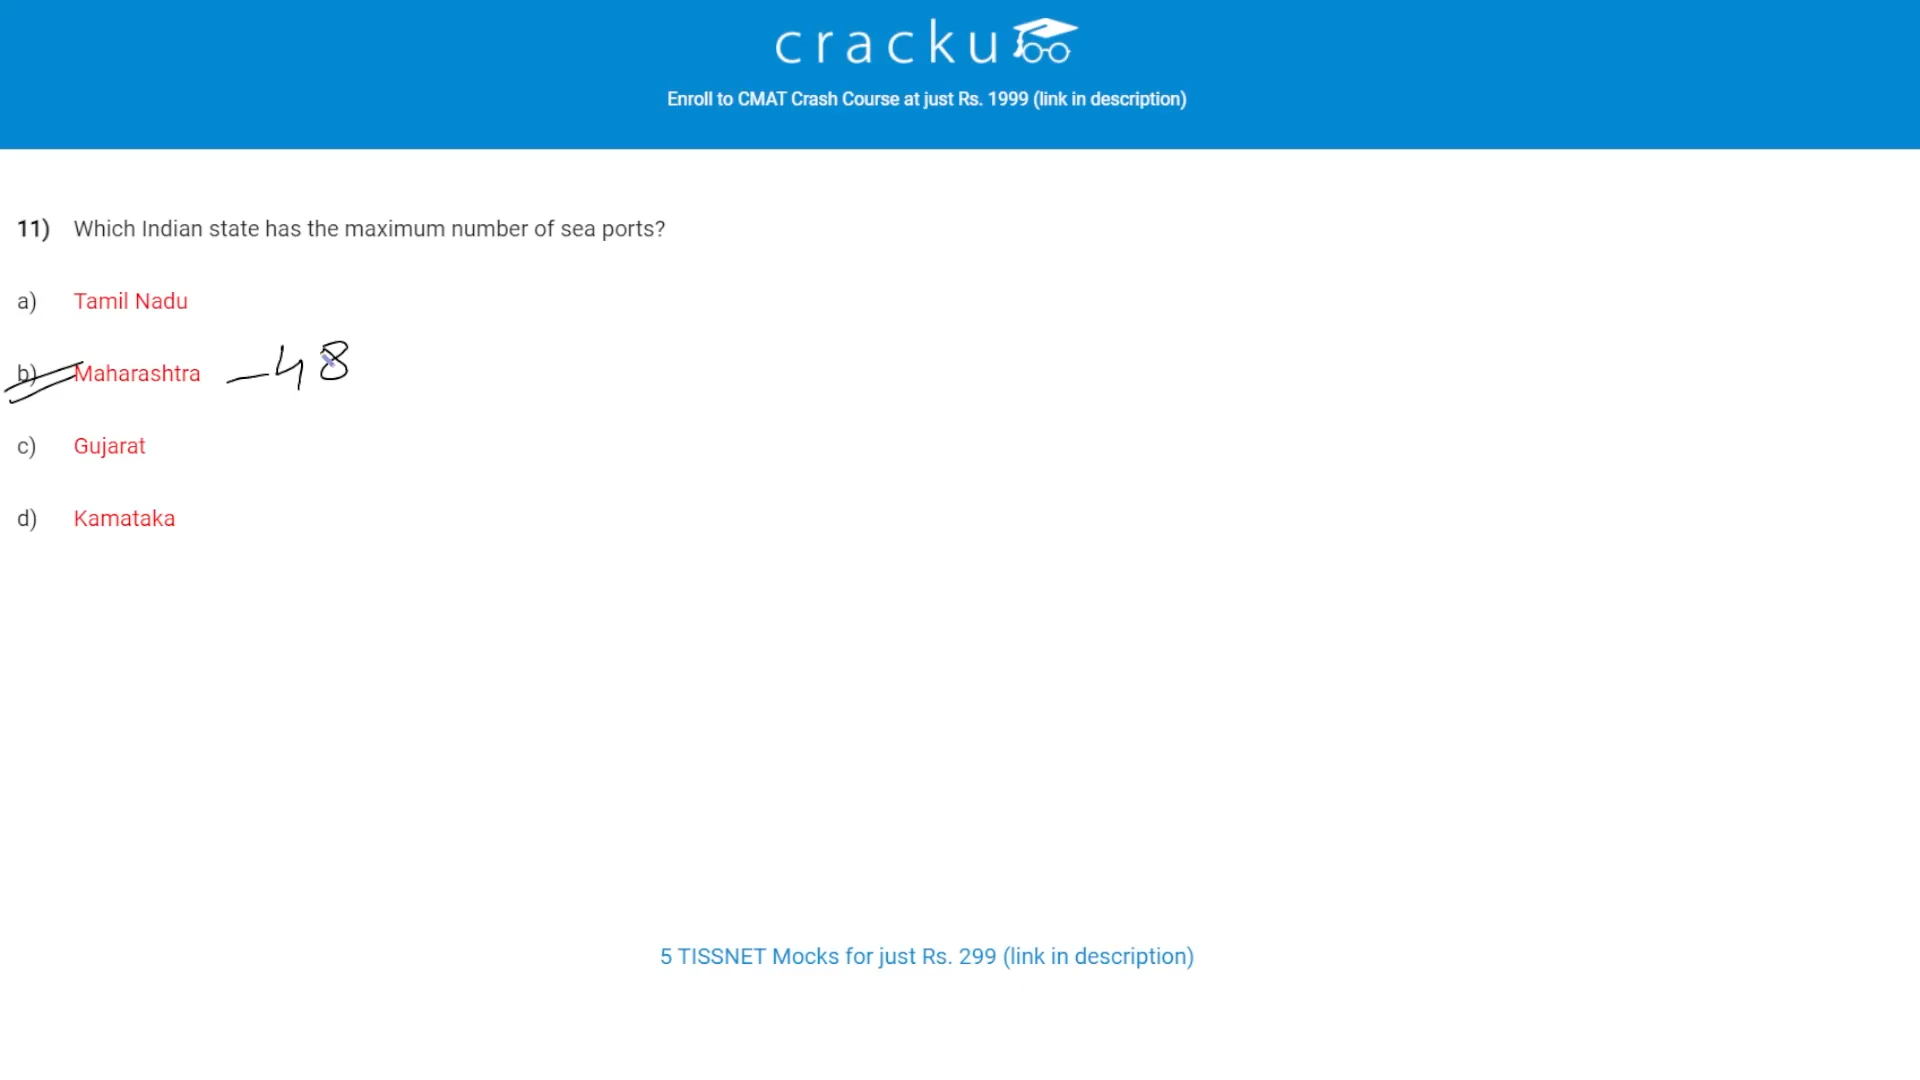 cracku
Enroll to CMAT Crash Course at just Rs. 1999 (link in description)
11) Which Indian state has the maximum number of sea ports?
a) Tamil Nadu
b) Maharashtra - 48
c) Gujarat
d) Kamataka
5 TISSNET Mocks for just Rs. 299 (link in description)